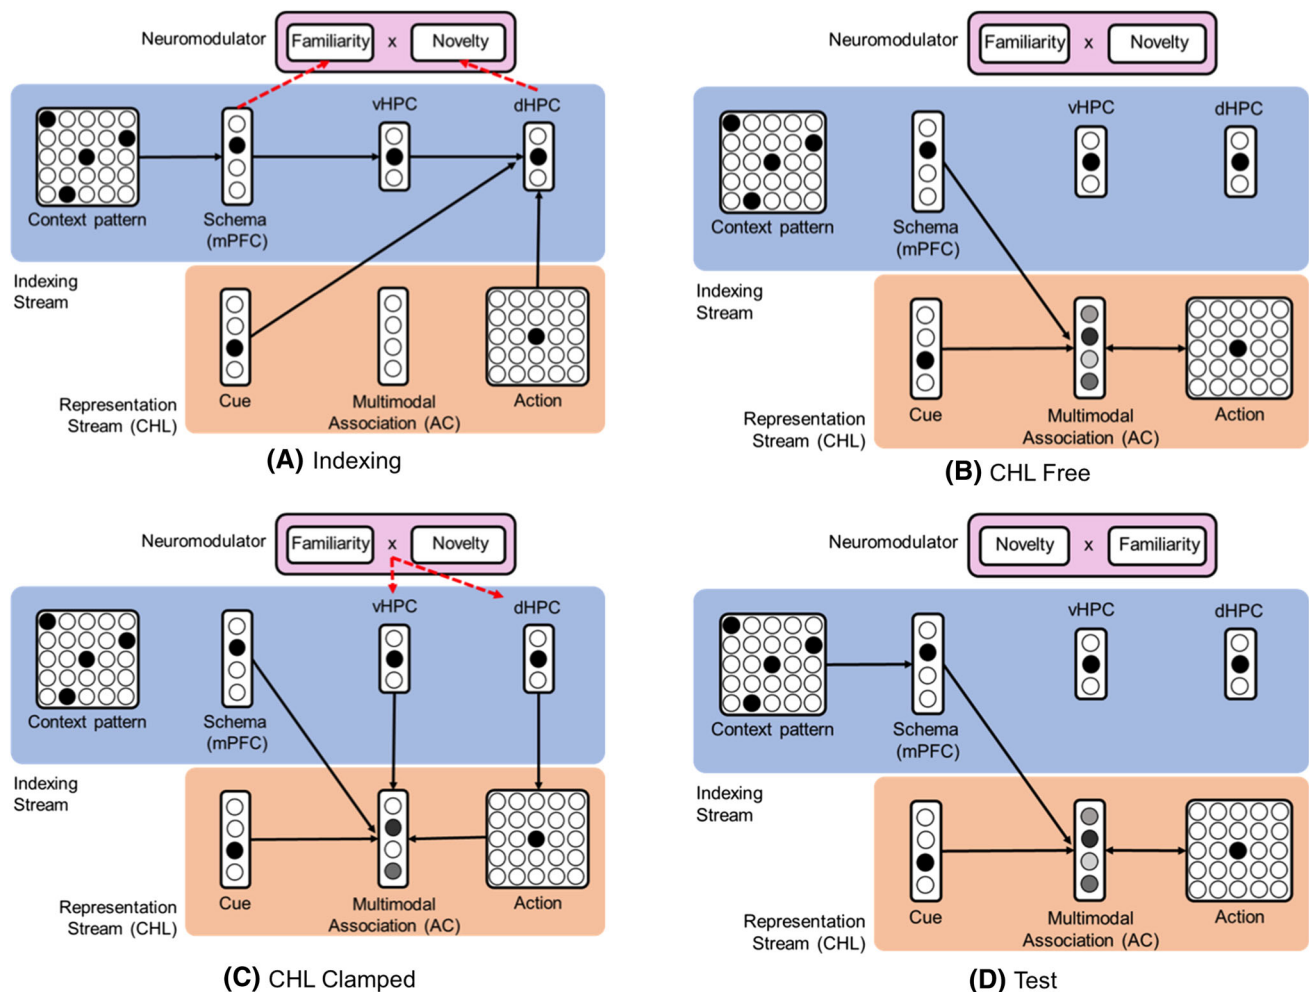 Neuromodulator
Familiarity x Novelty
vHPC
dHPC
Context pattern
Schema
(mPFC)
Indexing
Stream
Cue
Multimodal
Association (AC)
Action
Representation
Stream (CHL)
(A) Indexing
Neuromodulator
Familiarity x Novelty
vHPC
dHPC
Context pattern
Schema
(mPFC)
Indexing
Stream
Cue
Multimodal
Association (AC)
Action
Representation
Stream (CHL)
(B) CHL Free
Neuromodulator
Familiarity x Novelty
vHPC
dHPC
Context pattern
Schema
(mPFC)
Indexing
Stream
Cue
Multimodal
Association (AC)
Action
Representation
Stream (CHL)
(C) CHL Clamped
Neuromodulator
Novelty x Familiarity
vHPC
dHPC
Context pattern
Schema
(mPFC)
Indexing
Stream
Cue
Multimodal
Association (AC)
Action
Representation
Stream (CHL)
(D) Test